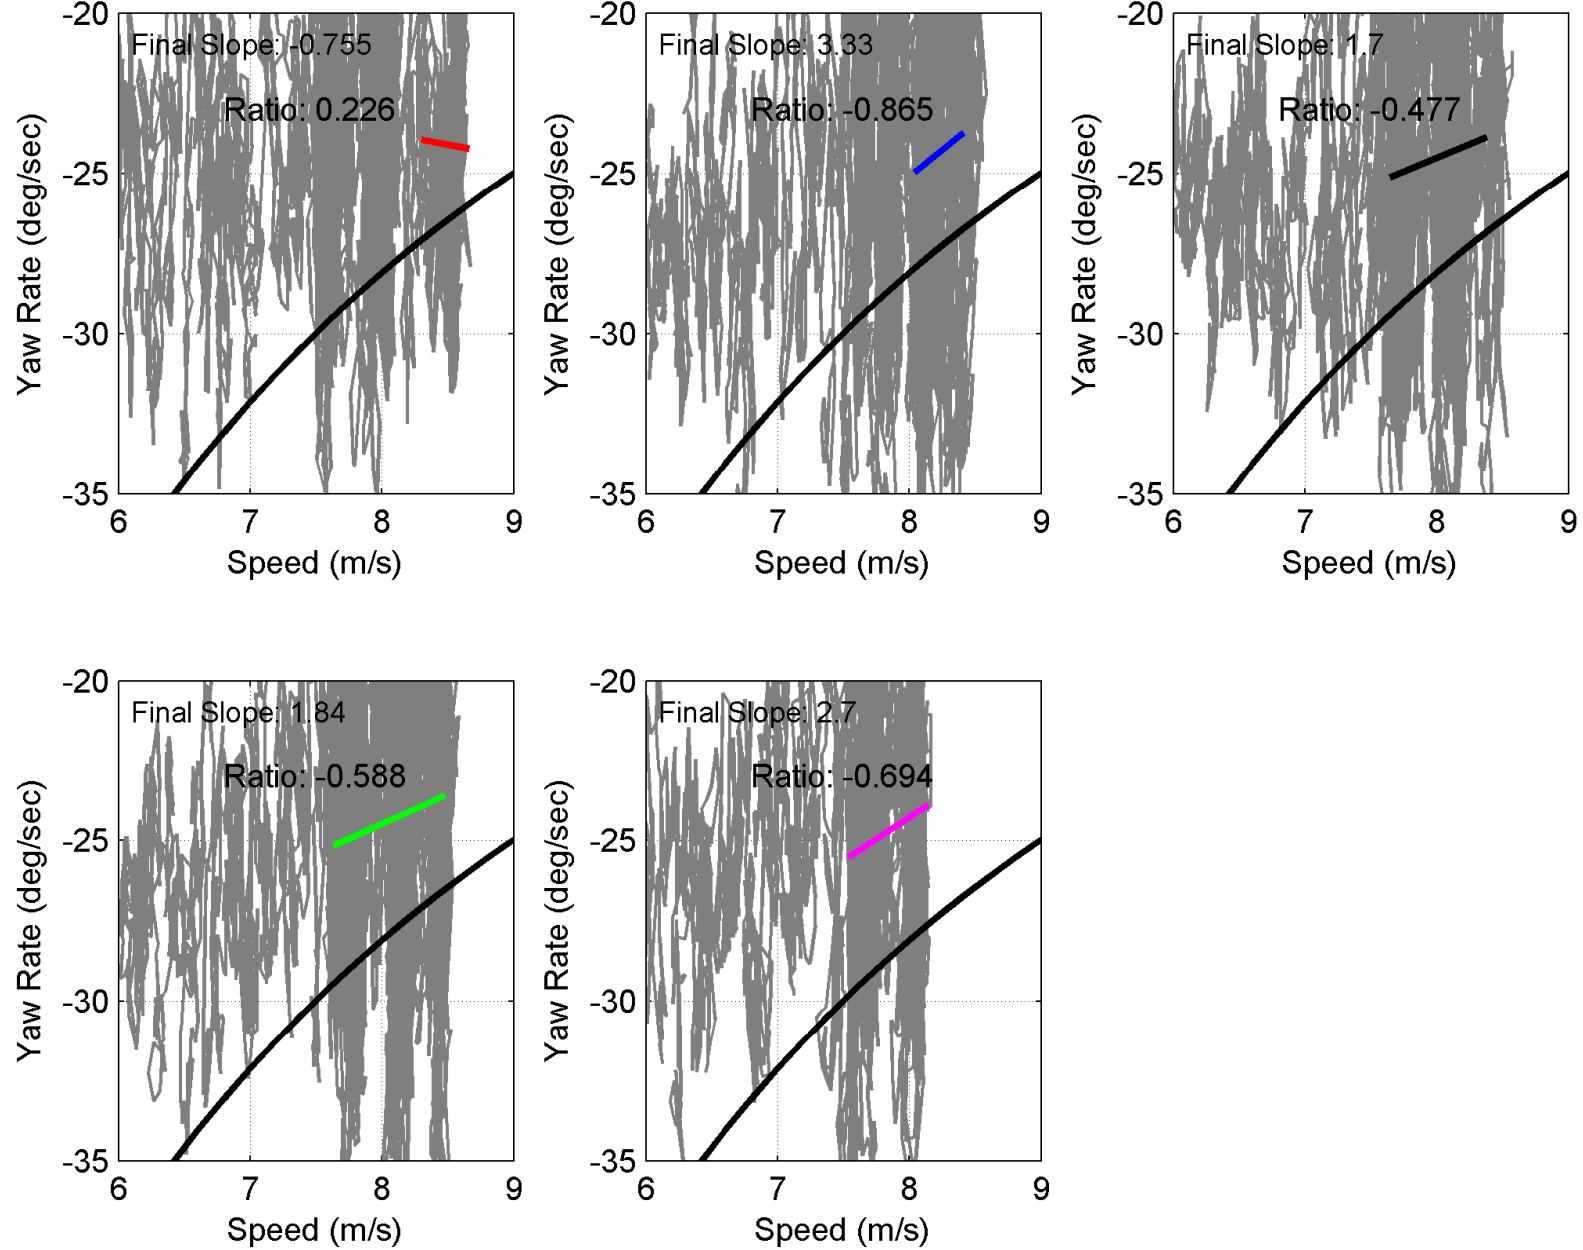 -20
Final Slope: -0.755
Ratio: 0.226
-25
-30
-35
6 7 8 9
Speed (m/s)
Yaw Rate (deg/sec)
-20
Final Slope: 3.33
Ratio: -0.865
-25
-30
-35
6 7 8 9
Speed (m/s)
Yaw Rate (deg/sec)
-20
Final Slope: 1.7
Ratio: -0.477
-25
-30
-35
6 7 8 9
Speed (m/s)
Yaw Rate (deg/sec)
-20
Final Slope: 1.84
Ratio: -0.588
-25
-30
-35
6 7 8 9
Speed (m/s)
Yaw Rate (deg/sec)
-20
Final Slope: 2.7
Ratio: -0.694
-25
-30
-35
6 7 8 9
Speed (m/s)
Yaw Rate (deg/sec)